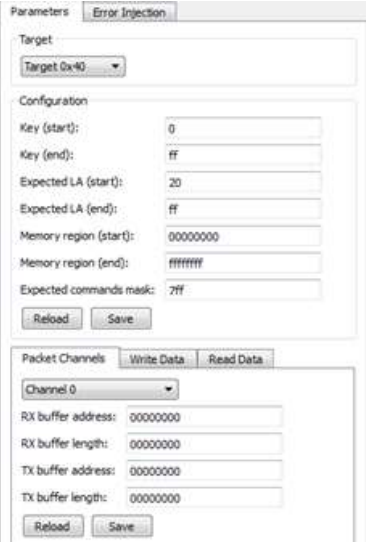 Parameters Error Injection
Target
Target 0x40
Configuration
Key (start): 0
Key (end): ff
Expected LA (start): 20
Expected LA (end): ff
Memory region (start): 00000000
Memory region (end): ffffffff
Expected commands mask: 7ff
Reload Save
Packet Channels Write Data Read Data
Channel 0
RX buffer address: 00000000
RX buffer length: 00000000
TX buffer address: 00000000
TX buffer length: 00000000
Reload Save